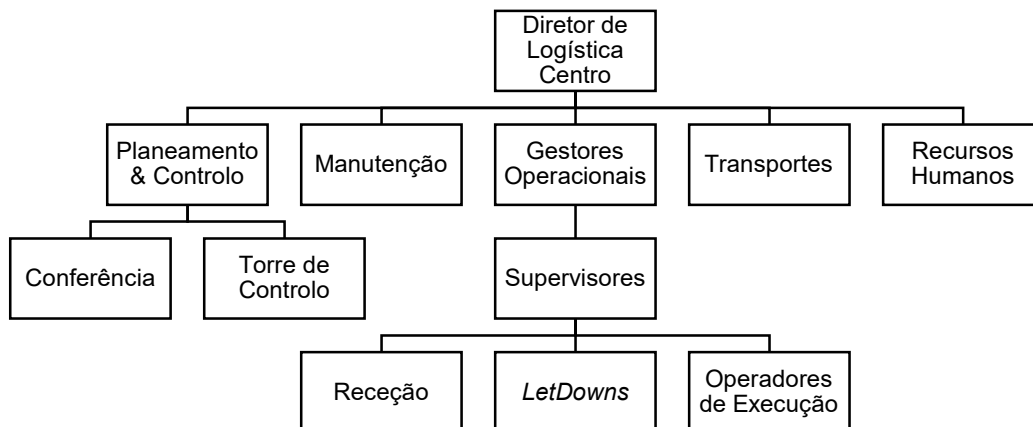 Diretor de
Logística
Centro
Planeamento
& Controlo
Manutenção
Gestores
Operacionais
Transportes
Recursos
Humanos
Conferência
Torre de
Controlo
Supervisores
Receção
LetDowns
Operadores
de Execução